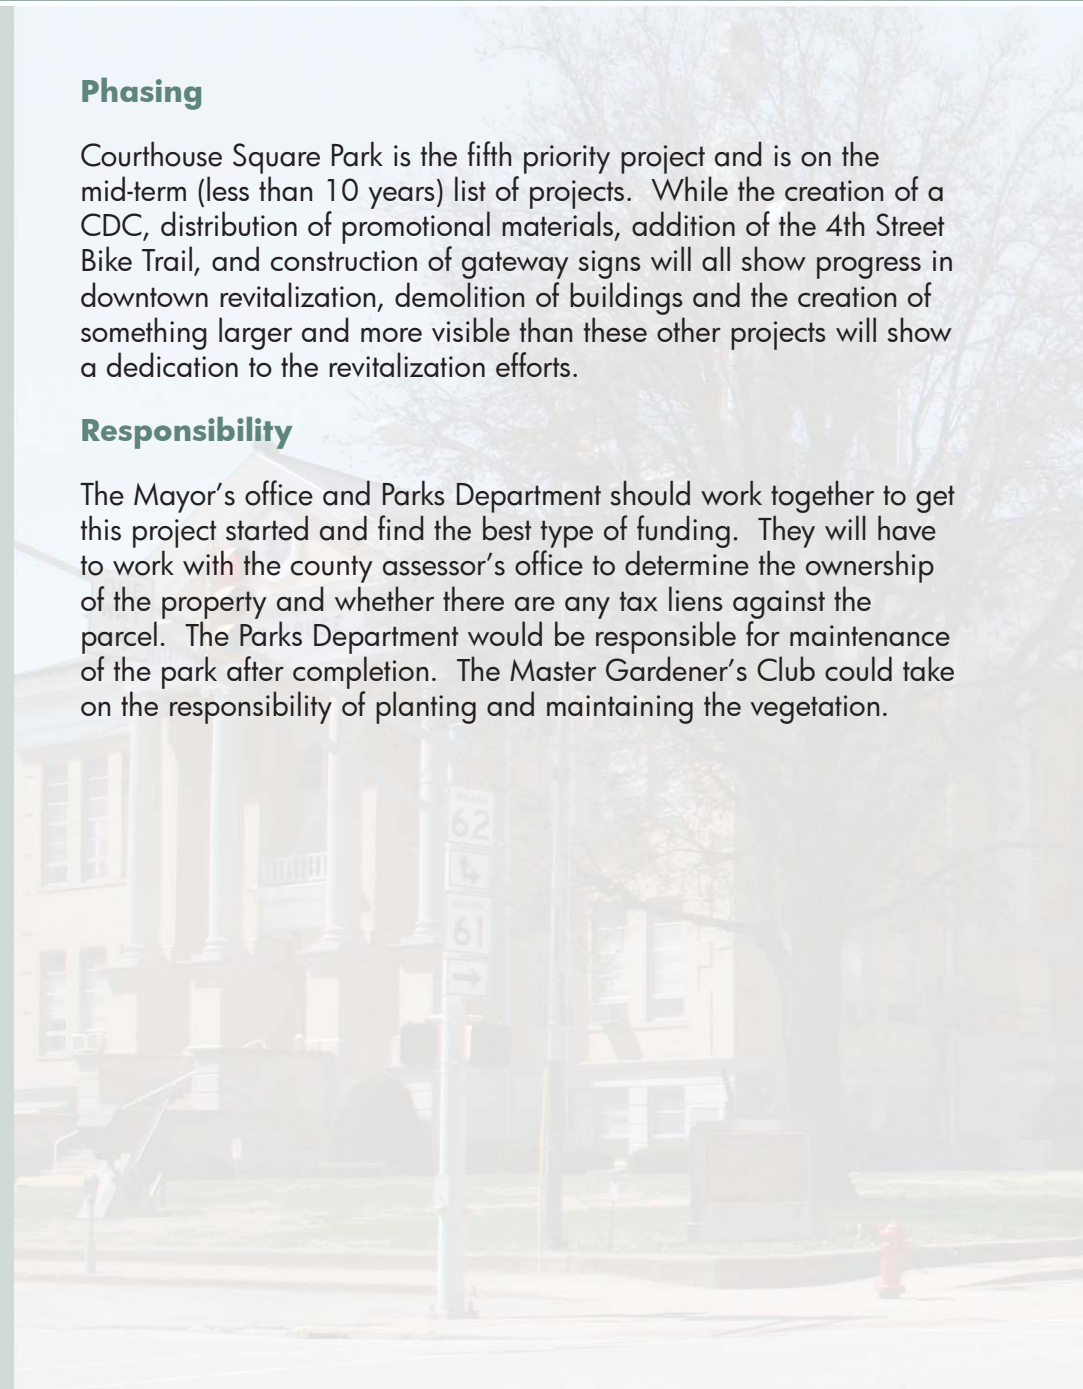 Phasing
Courthouse Square Park is the fifth priority project and is on the
mid-term (less than 10 years) list of projects.  While the creation of a
CDC, distribution of promotional materials, addition of the 4th Street
Bike Trail, and construction of gateway signs will all show progress in
downtown revitalization, demolition of buildings and the creation of
something larger and more visible than these other projects will show
a dedication to the revitalization efforts.
Responsibility
The Mayor’s office and Parks Department should work together to get
this project started and find the best type of funding.  They will have
to work with the county assessor’s office to determine the ownership
of the property and whether there are any tax liens against the
parcel.  The Parks Department would be responsible for maintenance
of the park after completion.  The Master Gardener’s Club could take
on the responsibility of planting and maintaining the vegetation.
62
61